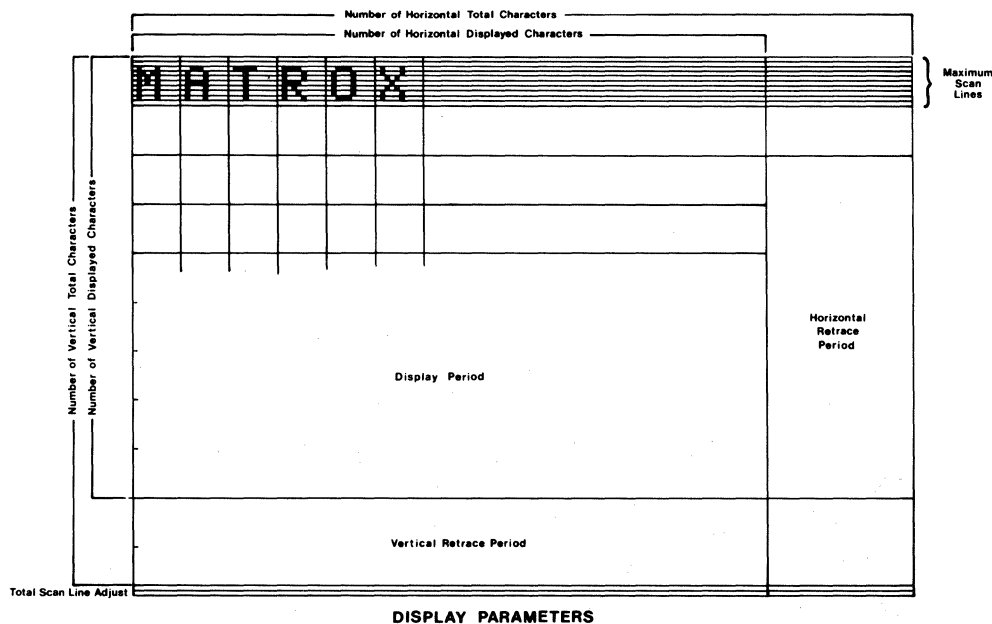 Number of Horizontal Total Characters
Number of Horizontal Displayed Characters
MATROX
Maximum
Scan
Lines
Number of Vertical Total Characters
Number of Vertical Displayed Characters
Horizontal
Retrace
Period
Display Period
Vertical Retrace Period
Total Scan Line Adjust
DISPLAY PARAMETERS